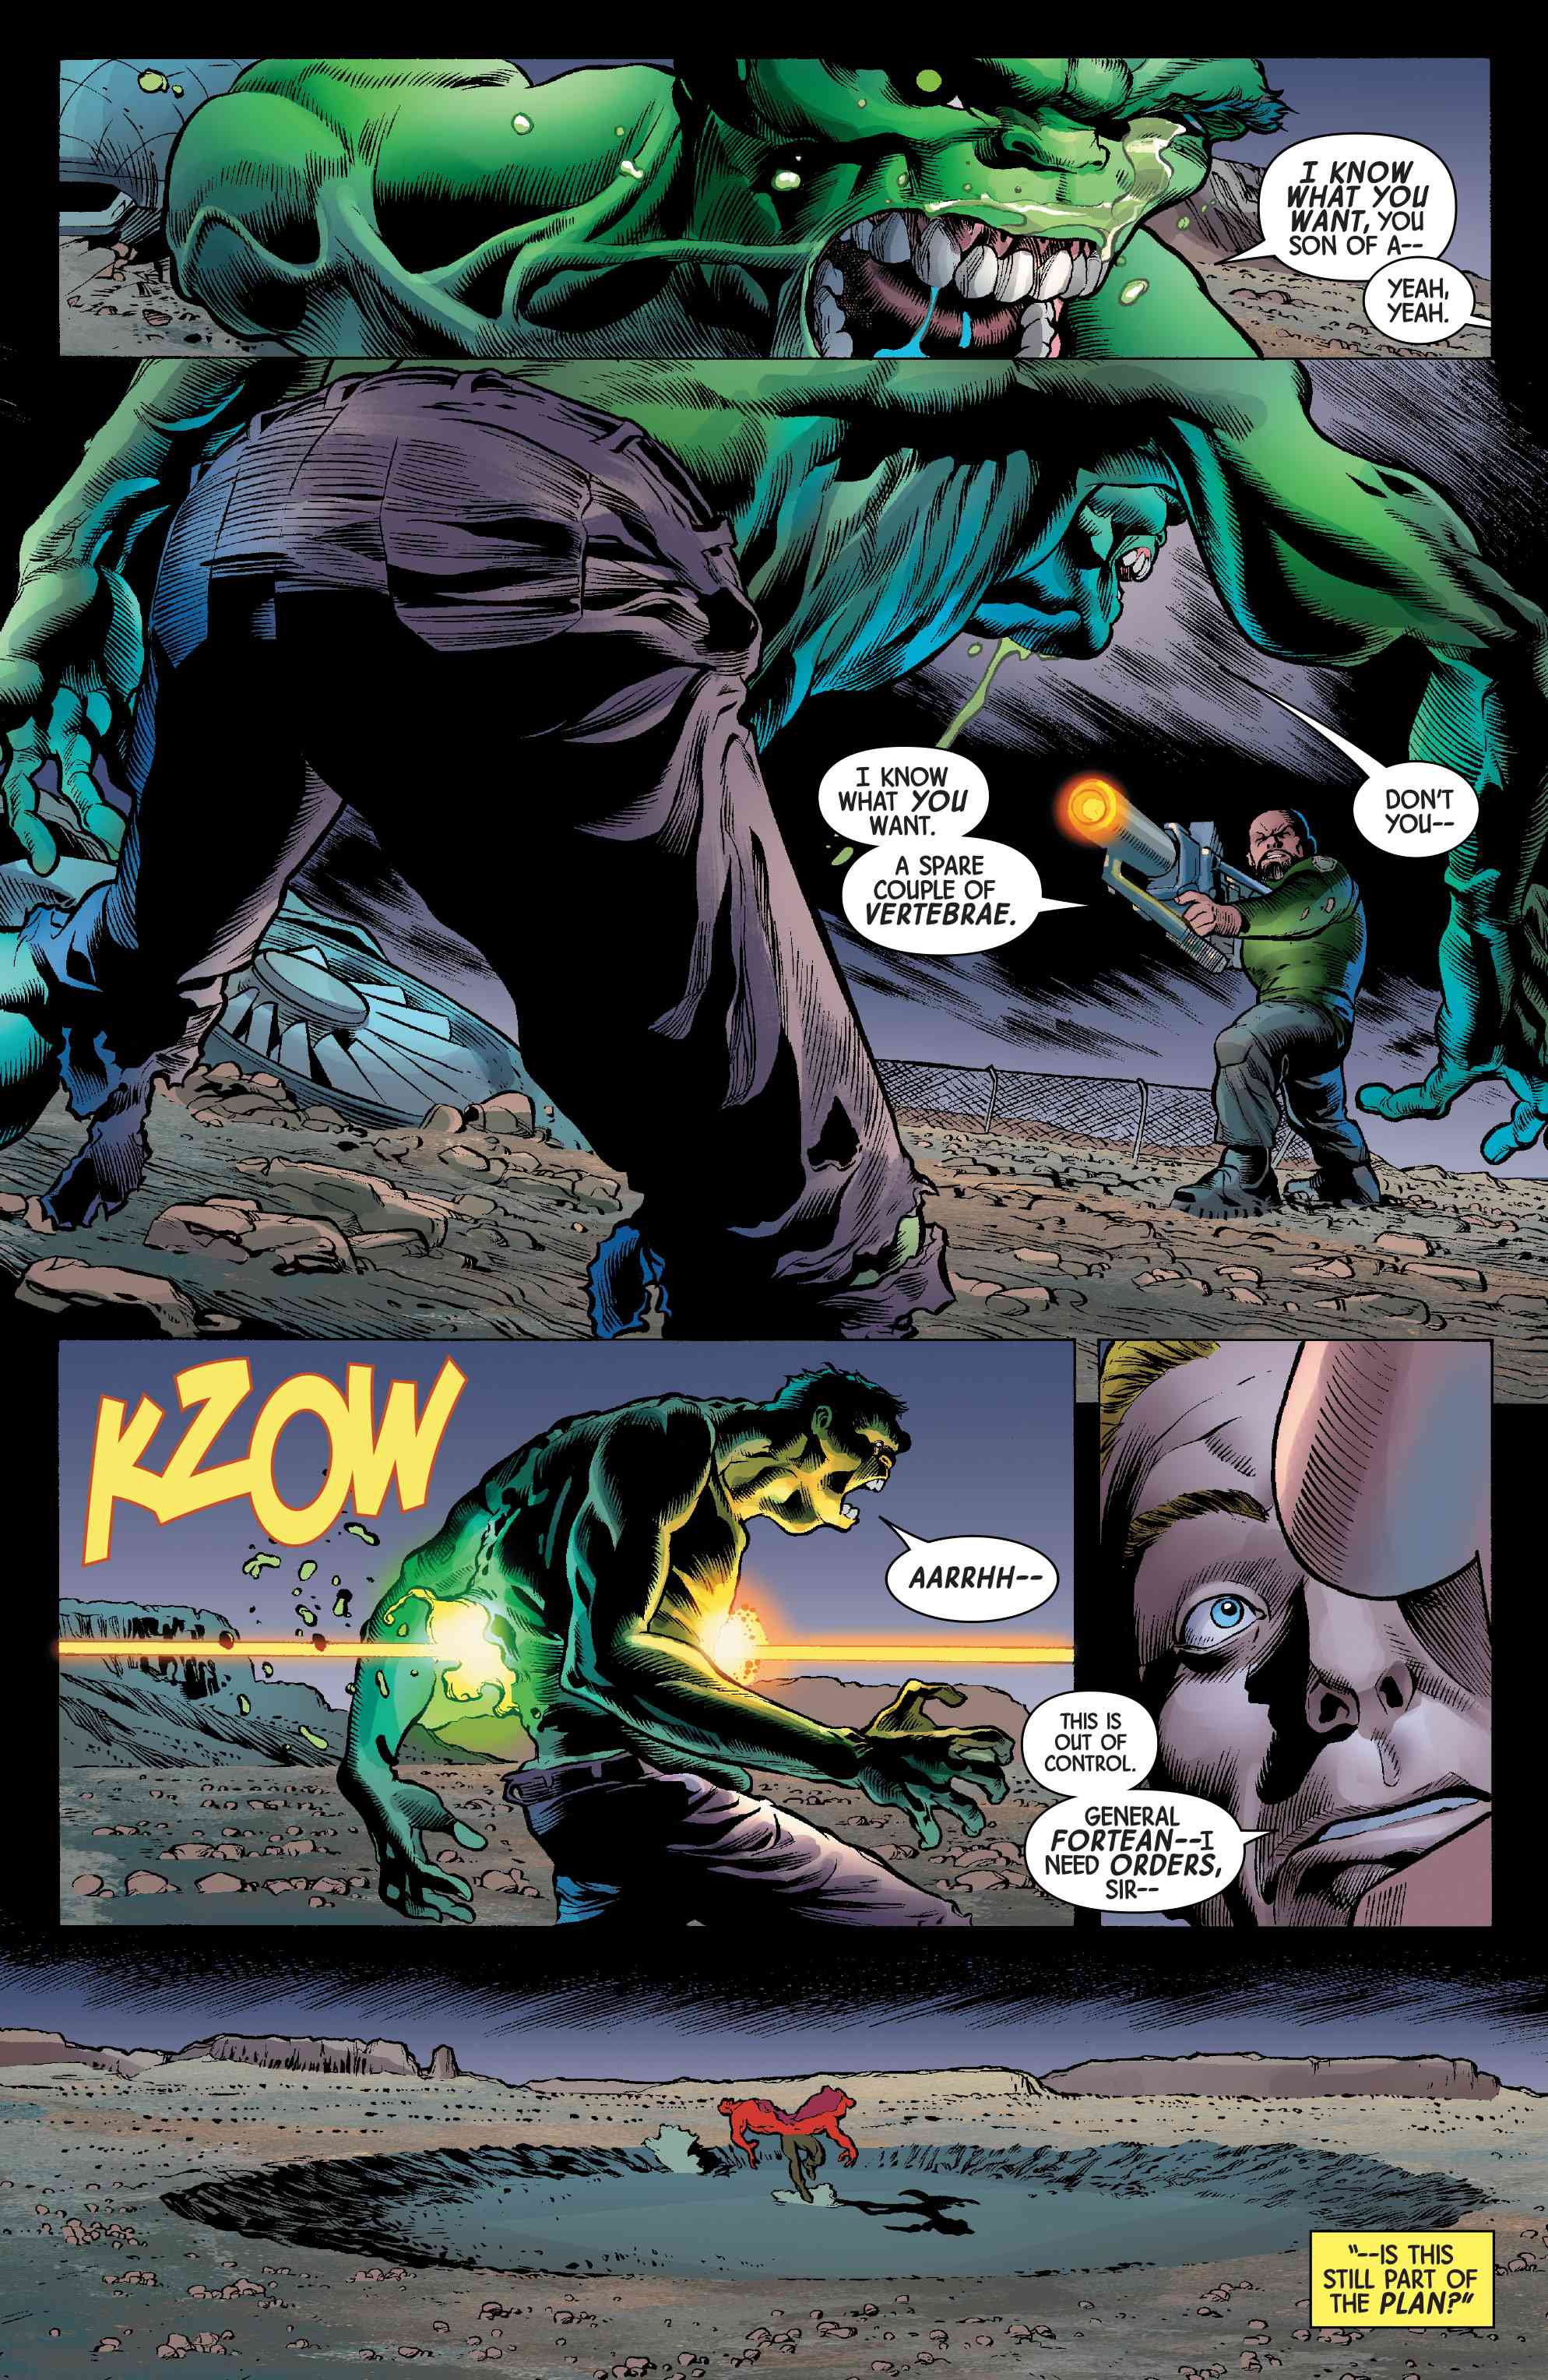 I KNOW
WHAT YOU
WANT, YOU
SON OF A--
YEAH,
YEAH.
I KNOW
WHAT YOU
WANT.
A SPARE
COUPLE OF
VERTEBRAE.
DON'T
YOU--
KZOW
AARRHH--
THIS IS
OUT OF
CONTROL.
GENERAL
FORTEAN--I
NEED ORDERS,
SIR--
"--IS THIS
STILL PART OF
THE PLAN?"